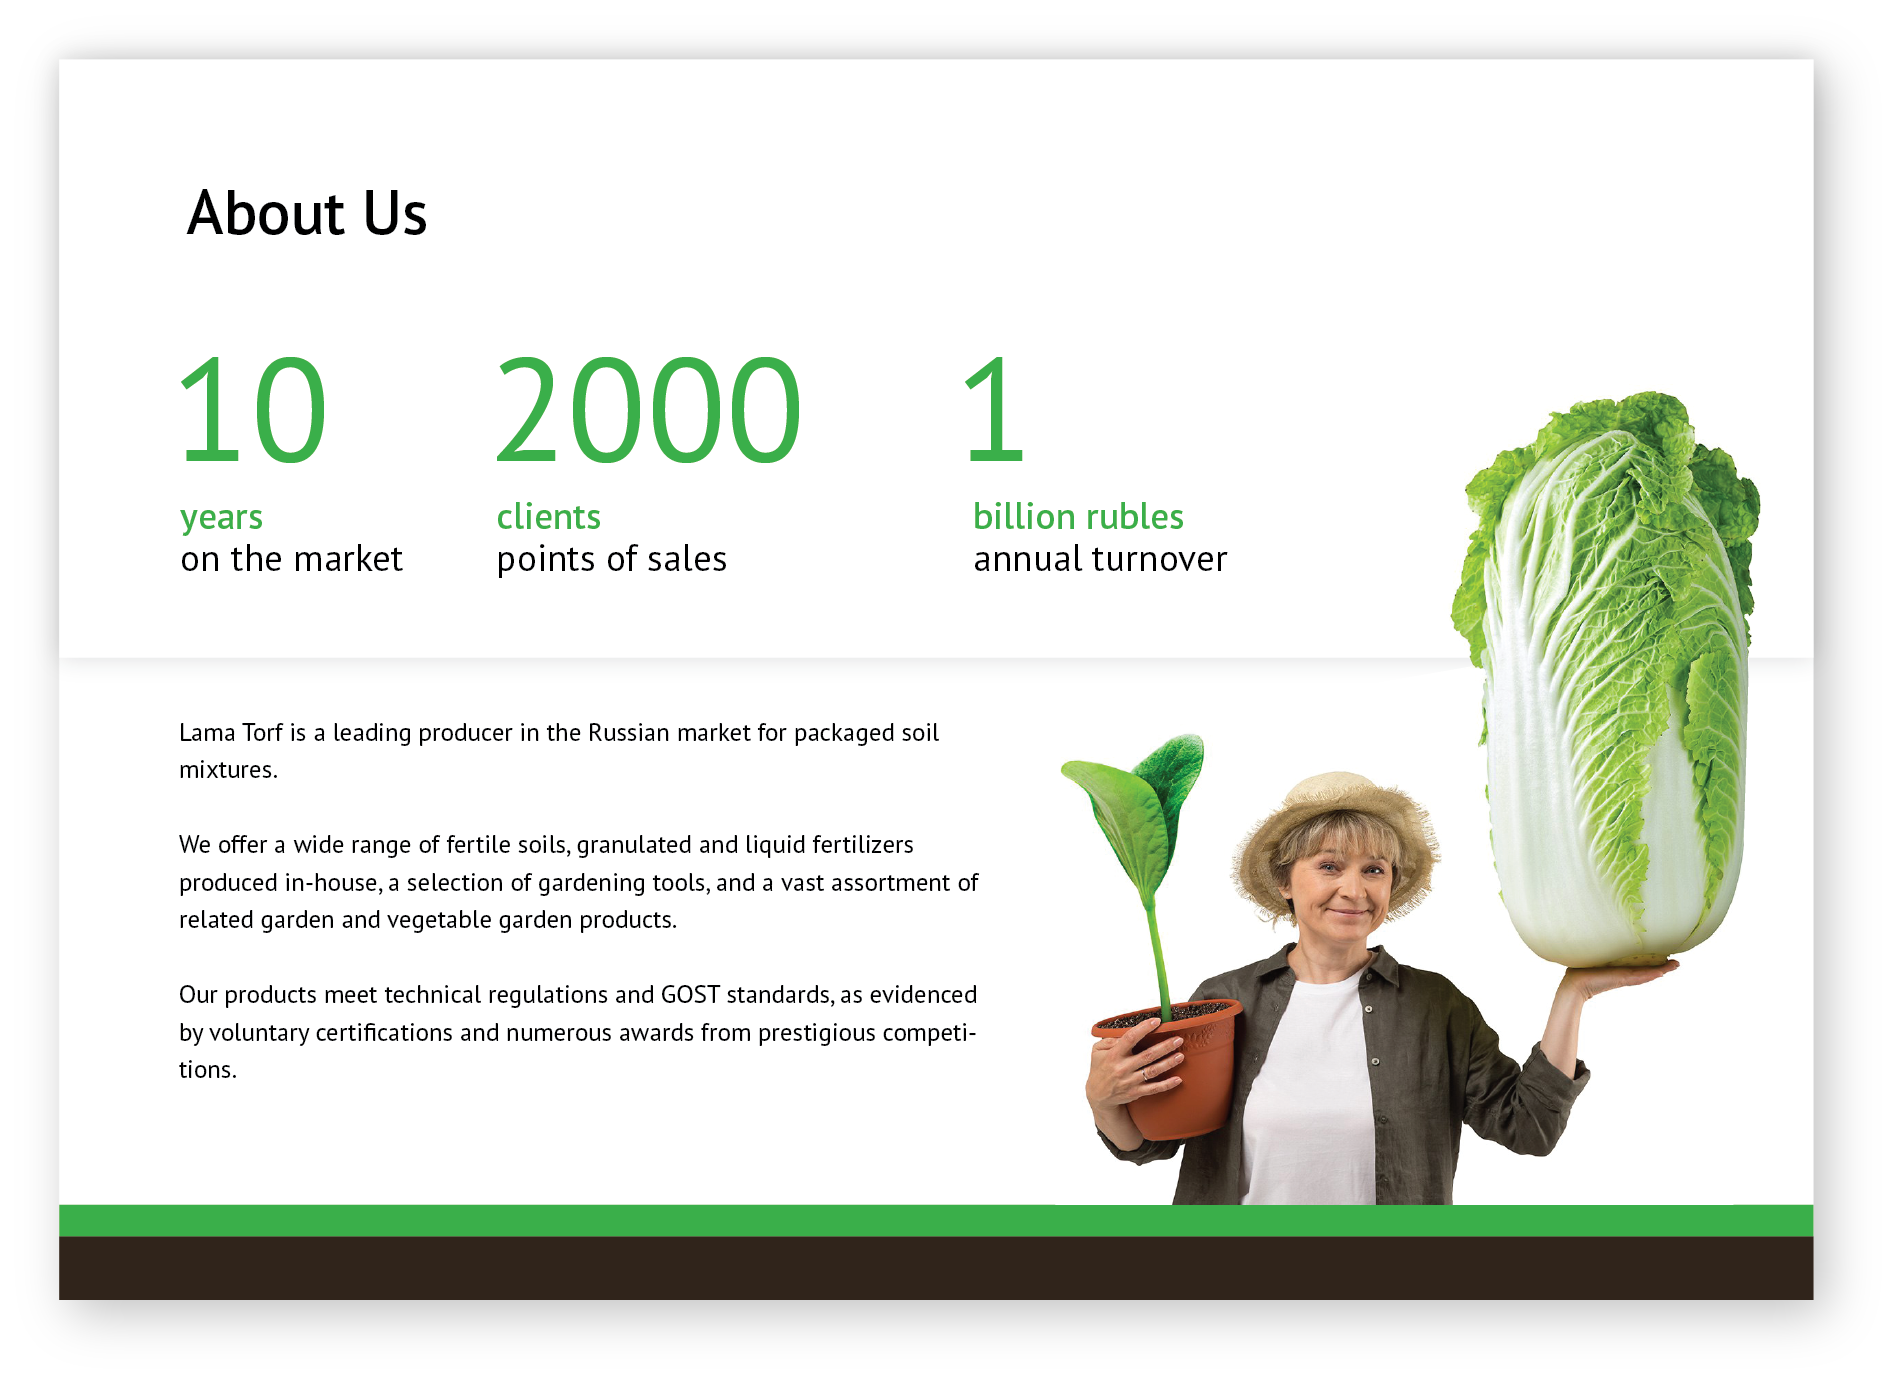 About Us
10 2000 1
years clients billion rubles
on the market points of sales annual turnover
Lama Torf is a leading producer in the Russian market for packaged soil
mixtures.
We offer a wide range of fertile soils, granulated and liquid fertilizers
produced in-house, a selection of gardening tools, and a vast assortment of
related garden and vegetable garden products.
Our products meet technical regulations and GOST standards, as evidenced
by voluntary certifications and numerous awards from prestigious competi-
tions.